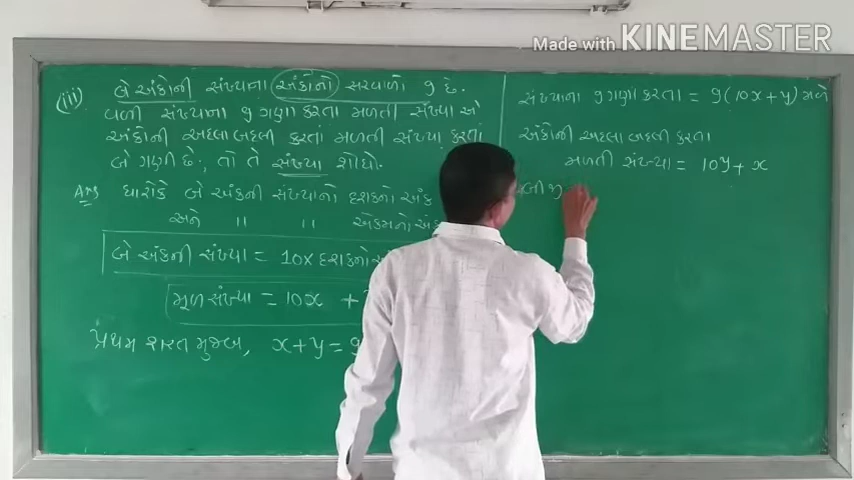 Made with KINEMASTER
(iii) બે અંકોની સંખ્યાના અંકોનો સરવાળો 9 છે.
વળી સંખ્યાના 9 ગણા કરતા મળતી સંખ્યા એ
અંકોની અદલાબદલી કરતાં મળતી સંખ્યા કરતાં
બે ગણી છે., તો તે સંખ્યા શોધો.
Ans ધારોકે બે અંકની સંખ્યાનો દશકનો અંક
અને " " એકમનો અંક
બે અંકની સંખ્યા = 10x દશકનો
મૂળ સંખ્યા = 10x +
પ્રથમ શરત મુજબ, x+y = 9
સંખ્યાના 9 ગણા કરતા = 9(10x+y) મળે
અંકોની અદલાબદલી કરતા
મળતી સંખ્યા = 10y + x